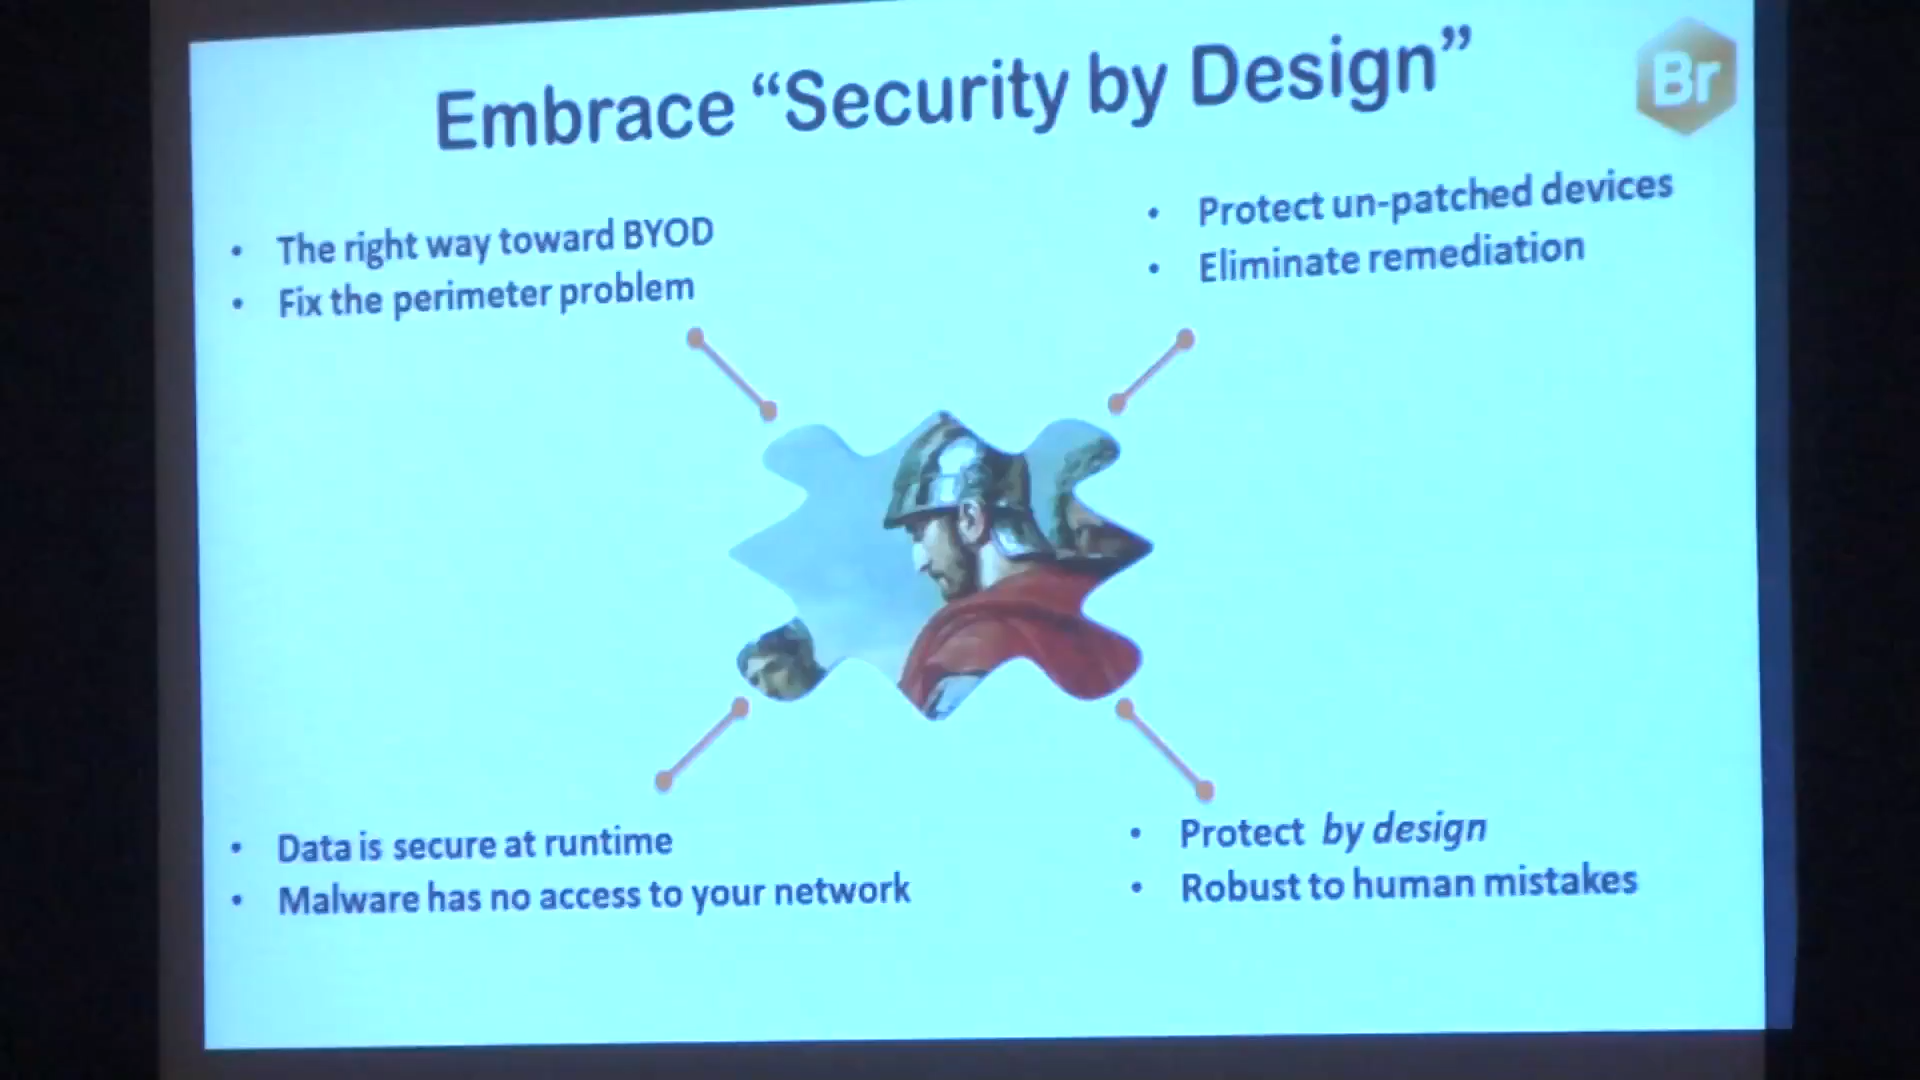 Embrace “Security by Design”
Br
• The right way toward BYOD
• Fix the perimeter problem
• Protect un-patched devices
• Eliminate remediation
• Data is secure at runtime
• Malware has no access to your network
• Protect by design
• Robust to human mistakes